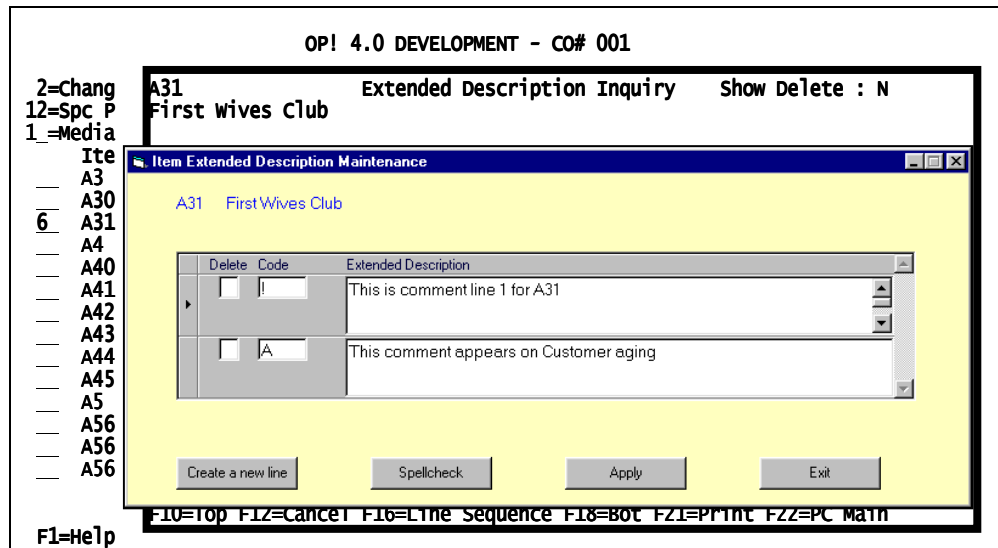 OP! 4.0 DEVELOPMENT - CO# 001
2=Chang A31 Extended Description Inquiry Show Delete : N
12=Spc P First Wives Club
1_=Media
Ite
Item Extended Description Maintenance
A3
A30
A31 First Wives Club
6 A31
A4
A40
Delete Code Extended Description
A41
! This is comment line 1 for A31
A42
A43
A44
A This comment appears on Customer aging
A45
A5
A56
A56
A56
Create a new line Spellcheck Apply Exit
F10=Top F12=Cancel F16=Line Sequence F18=Bot F21=Print F22=PC Main
F1=Help